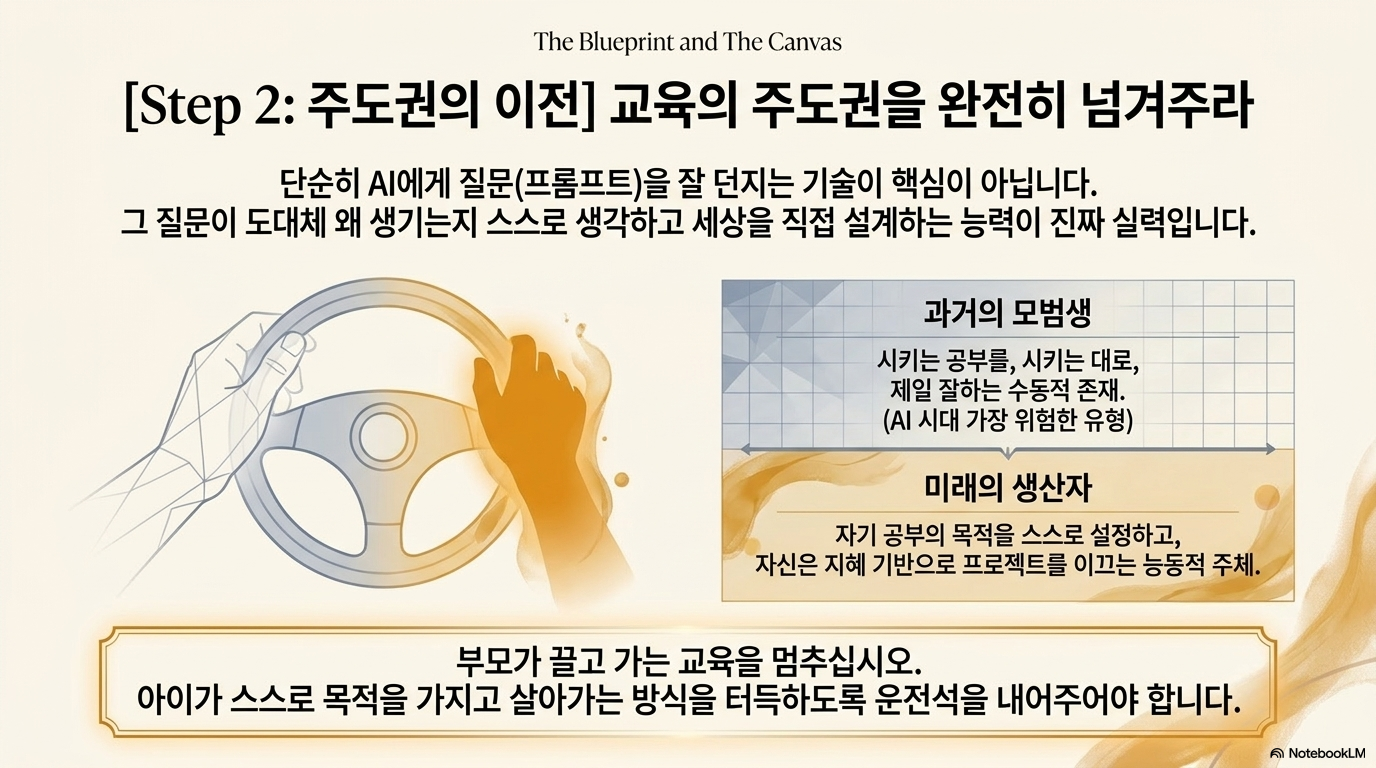 The Blueprint and The Canvas
[Step 2: 주도권의 이전] 교육의 주도권을 완전히 넘겨주라
단순히 AI에게 질문(프롬프트)을 잘 던지는 기술이 핵심이 아닙니다.
그 질문이 도대체 왜 생기는지 스스로 생각하고 세상을 직접 설계하는 능력이 진짜 실력입니다.
과거의 모범생
시키는 공부를, 시키는 대로,
제일 잘하는 수동적 존재.
(AI 시대 가장 위험한 유형)
미래의 생산자
자기 공부의 목적을 스스로 설정하고,
자신은 지혜 기반으로 프로젝트를 이끄는 능동적 주체.
부모가 끌고 가는 교육을 멈추십시오.
아이가 스스로 목적을 가지고 살아가는 방식을 터득하도록 운전석을 내어주어야 합니다.
NotebookLM